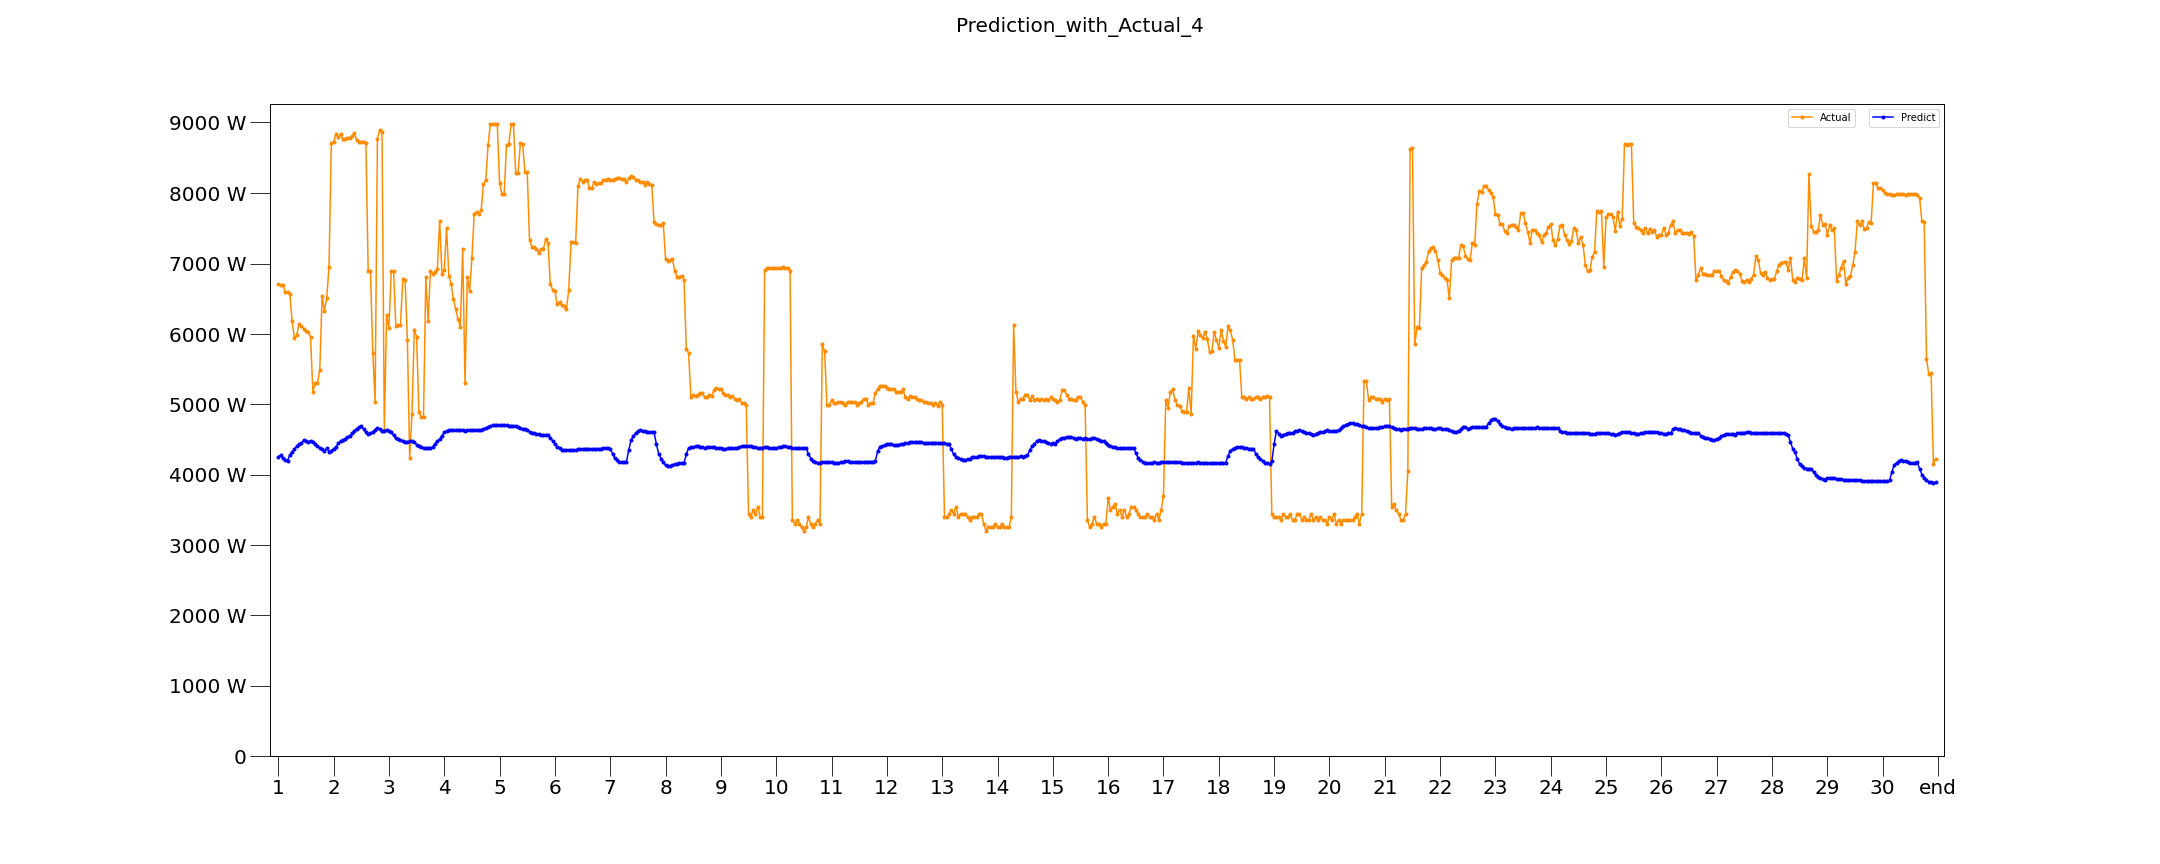 Prediction_with_Actual_4
Actual Predict
9000 W
8000 W
7000 W
6000 W
5000 W
4000 W
3000 W
2000 W
1000 W
0
1 2 3 4 5 6 7 8 9 10 11 12 13 14 15 16 17 18 19 20 21 22 23 24 25 26 27 28 29 30 end